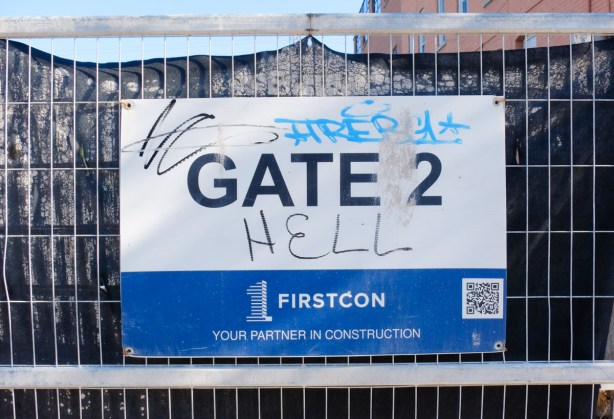 GATE 2
HELL
FIRSTCON
YOUR PARTNER IN CONSTRUCTION